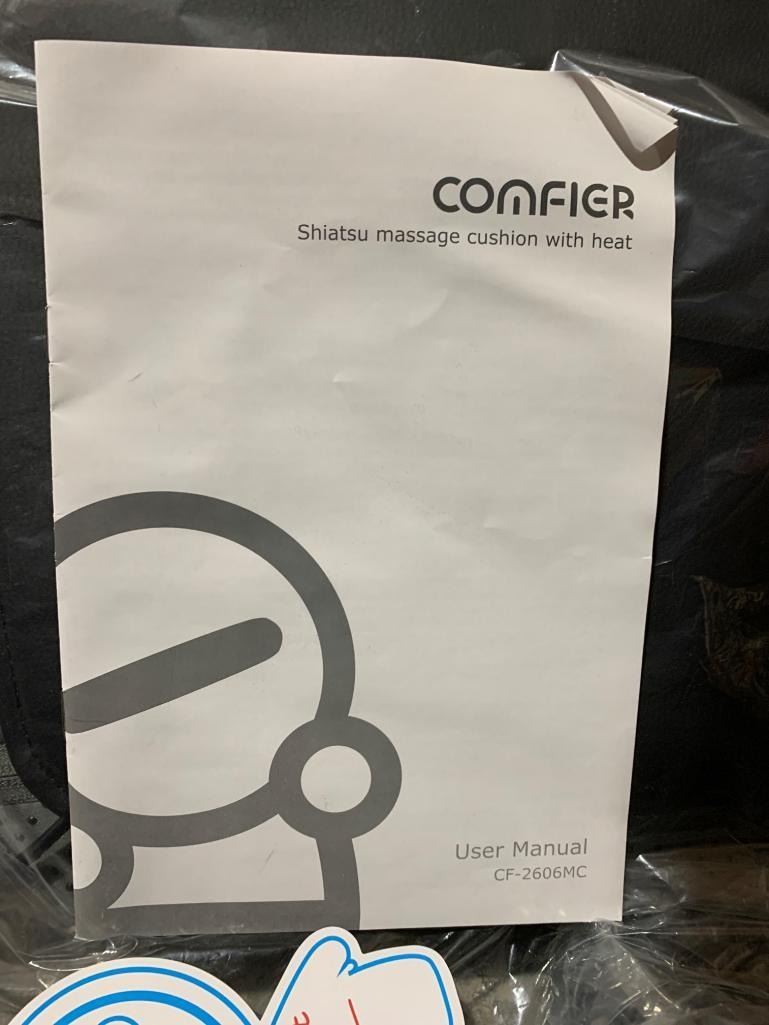 COMFIER
Shiatsu massage cushion with heat
User Manual
CF-2606MC